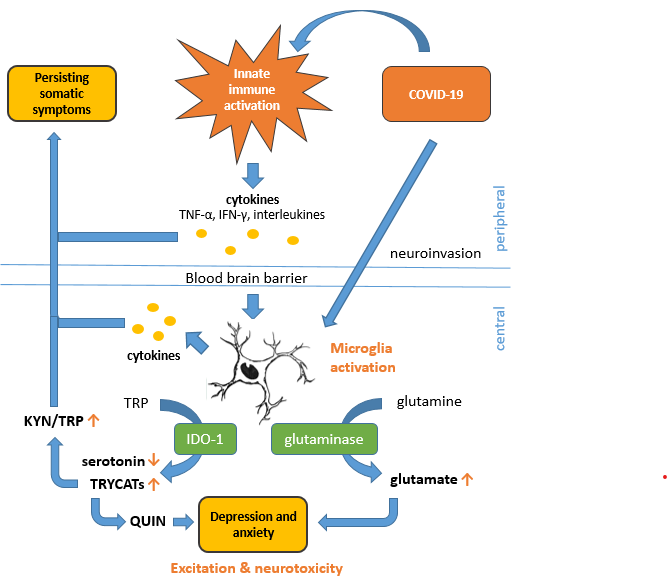 Persisting
somatic
symptoms
Innate
immune
activation
COVID-19
cytokines
TNF-α, IFN-γ, interleukines
peripheral
neuroinvasion
Blood brain barrier
central
cytokines
Microglia
activation
TRP
glutamine
KYN/TRP ↑
IDO-1
glutaminase
serotonin ↓
TRYCATs ↑
glutamate ↑
QUIN
Depression and
anxiety
Excitation & neurotoxicity